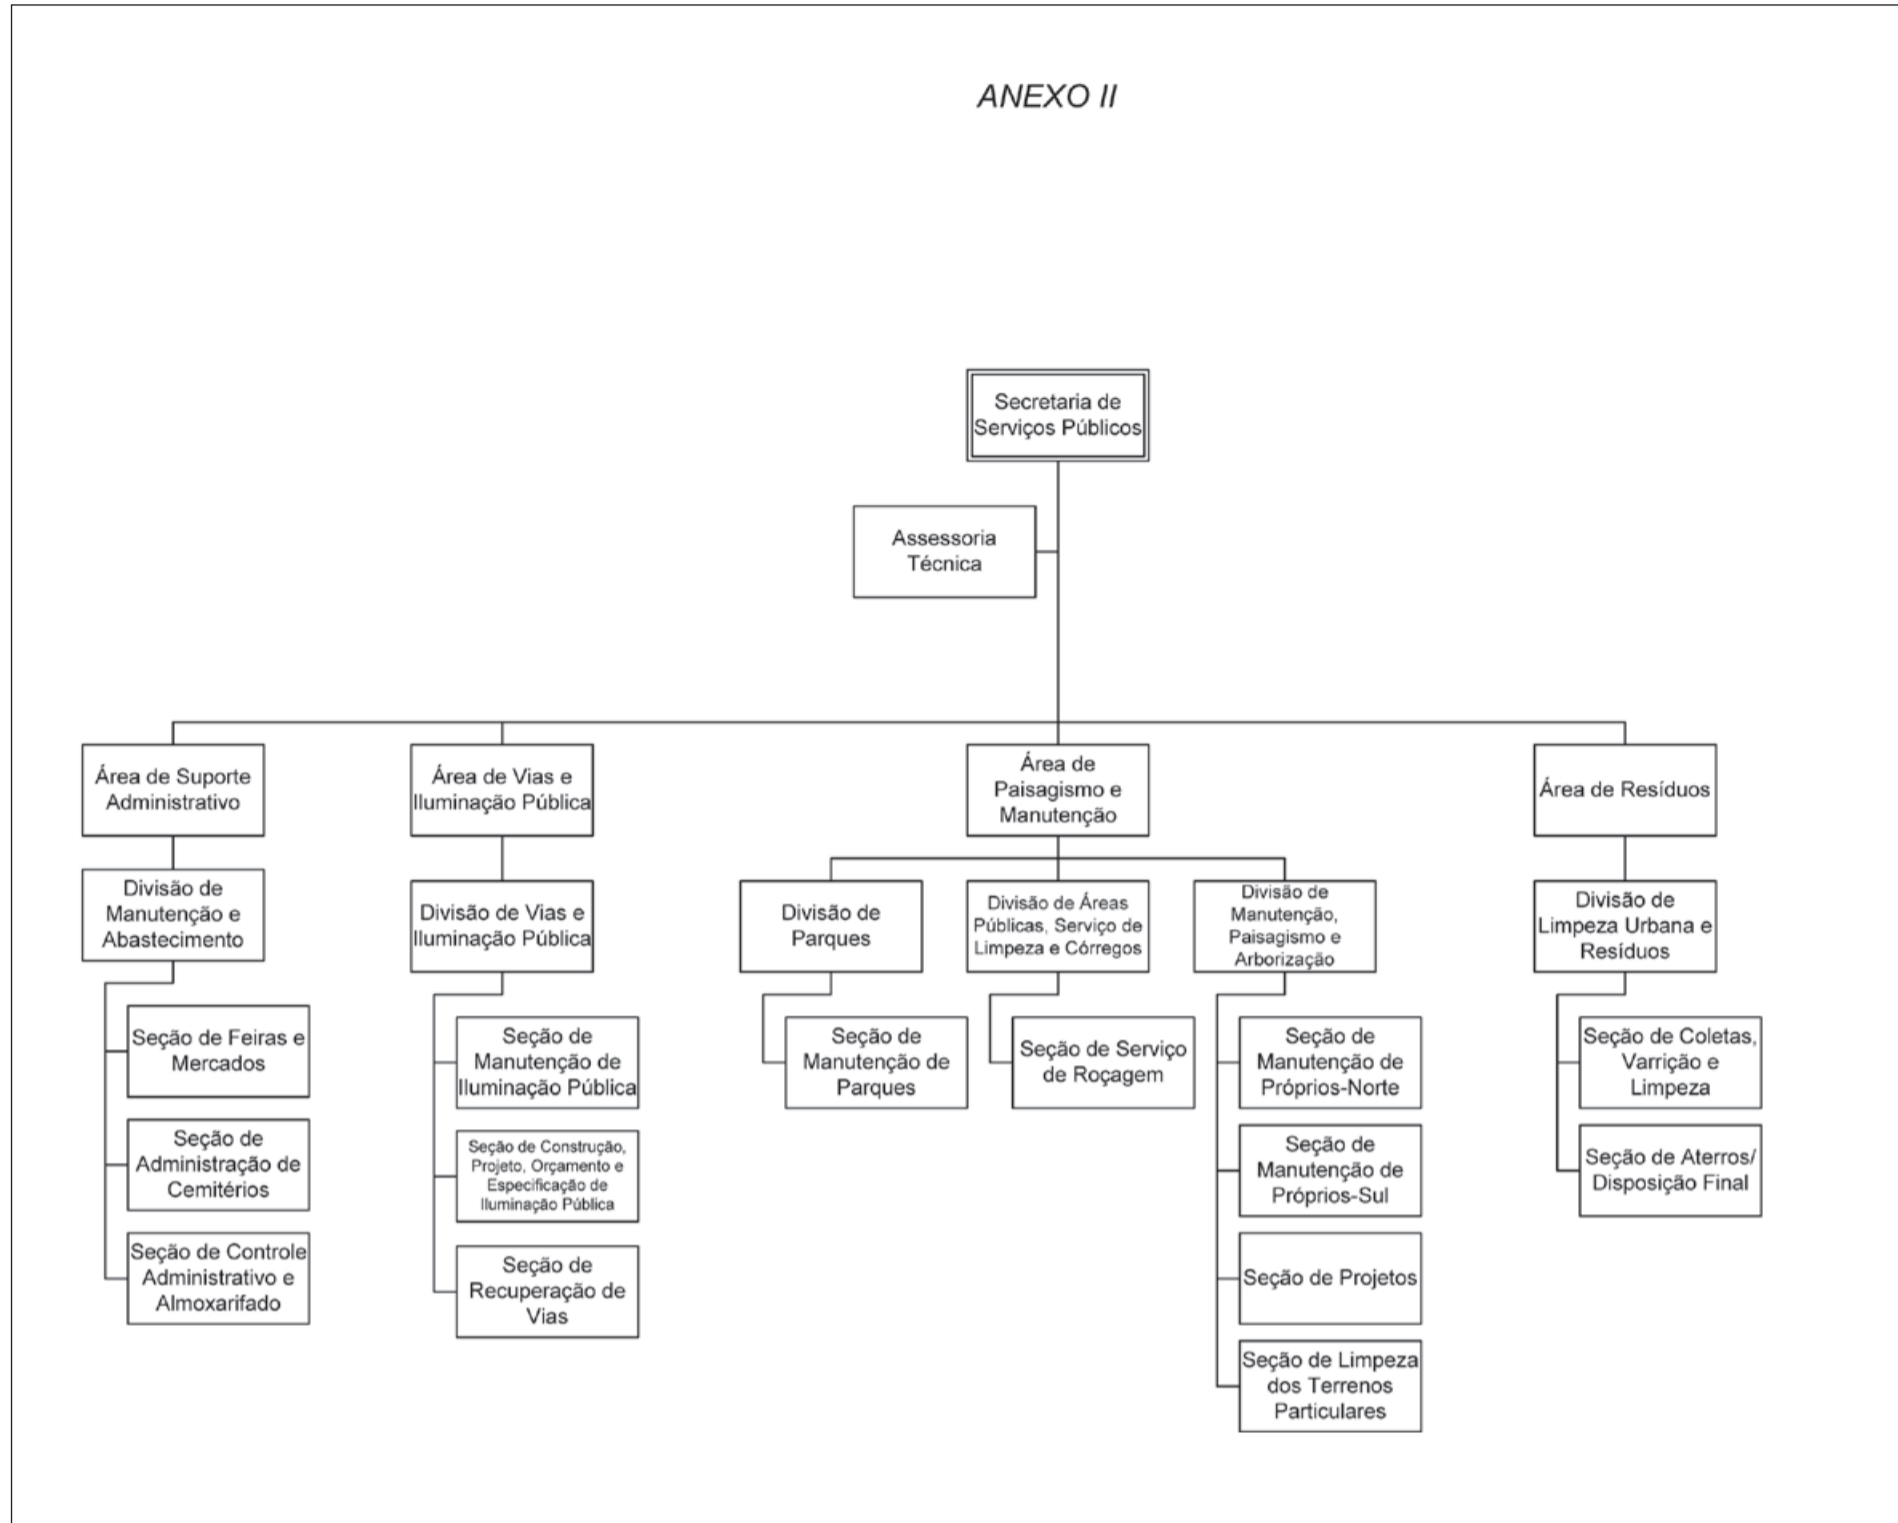 ANEXO II
Secretaria de
Serviços Públicos
Assessoria
Técnica
Área de Suporte
Administrativo
Área de Vias e
Iluminação Pública
Área de
Paisagismo e
Manutenção
Área de Resíduos
Divisão de
Manutenção e
Abastecimento
Divisão de Vias e
Iluminação Pública
Divisão de
Parques
Divisão de Áreas
Públicas, Serviço de
Limpeza e Córregos
Divisão de
Manutenção,
Paisagismo e
Arborização
Divisão de
Limpeza Urbana e
Resíduos
Seção de Feiras e
Mercados
Seção de
Administração de
Cemitérios
Seção de Controle
Administrativo e
Almoxarifado
Seção de
Manutenção de
Iluminação Pública
Seção de Construção,
Projeto, Orçamento e
Especificação de
Iluminação Pública
Seção de
Recuperação de
Vias
Seção de
Manutenção de
Parques
Seção de Serviço
de Roçagem
Seção de
Manutenção de
Próprios-Norte
Seção de
Manutenção de
Próprios-Sul
Seção de Projetos
Seção de Limpeza
dos Terrenos
Particulares
Seção de Coletas,
Varrição e
Limpeza
Seção de Aterros/
Disposição Final